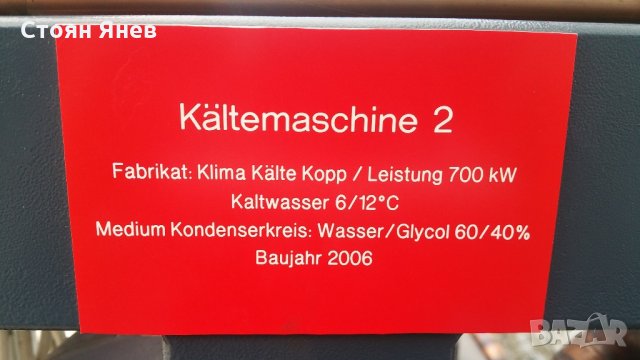 Стоян Янев
Kältemaschine 2
Fabrikat: Klima Kälte Kopp / Leistung 700 kW
Kaltwasser 6/12°C
Medium Kondenserkreis: Wasser/Glycol 60/40%
Baujahr 2006
BAZAR